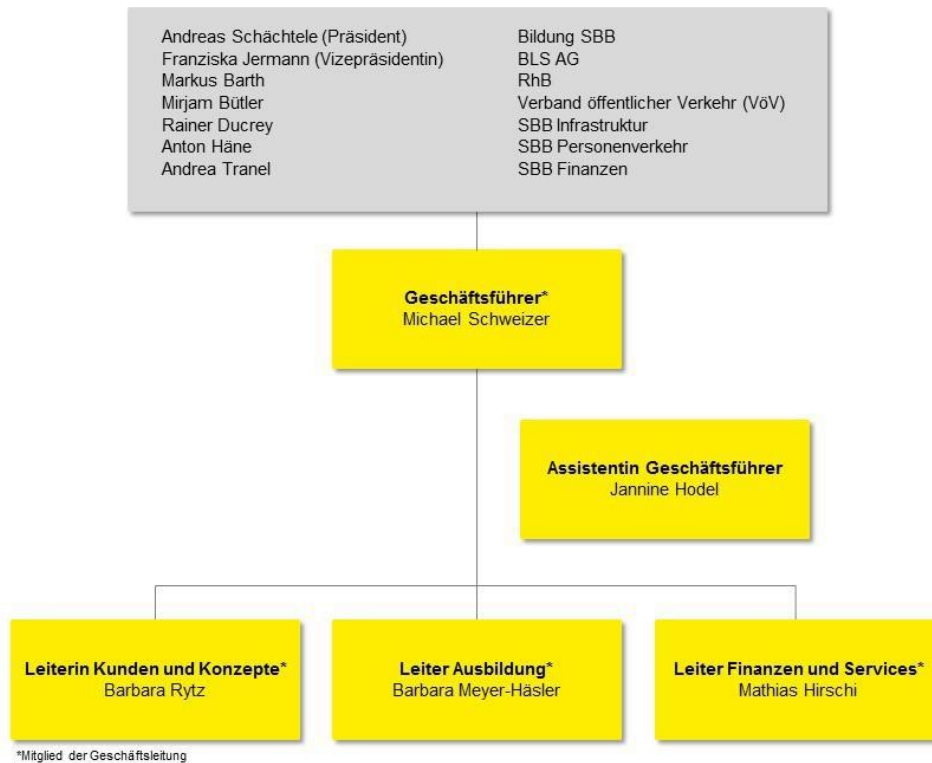 Andreas Schächtele (Präsident) Bildung SBB
Franziska Jermann (Vizepräsidentin) BLS AG
Markus Barth RhB
Mirjam Bütler Verband öffentlicher Verkehr (VöV)
Rainer Ducrey SBB Infrastruktur
Anton Häne SBB Personenverkehr
Andrea Tranel SBB Finanzen
Geschäftsführer*
Michael Schweizer
Assistentin Geschäftsführer
Jannine Hodel
Leiterin Kunden und Konzepte*
Barbara Rytz
Leiter Ausbildung*
Barbara Meyer-Häsler
Leiter Finanzen und Services*
Mathias Hirschi
*Mitglied der Geschäftsleitung